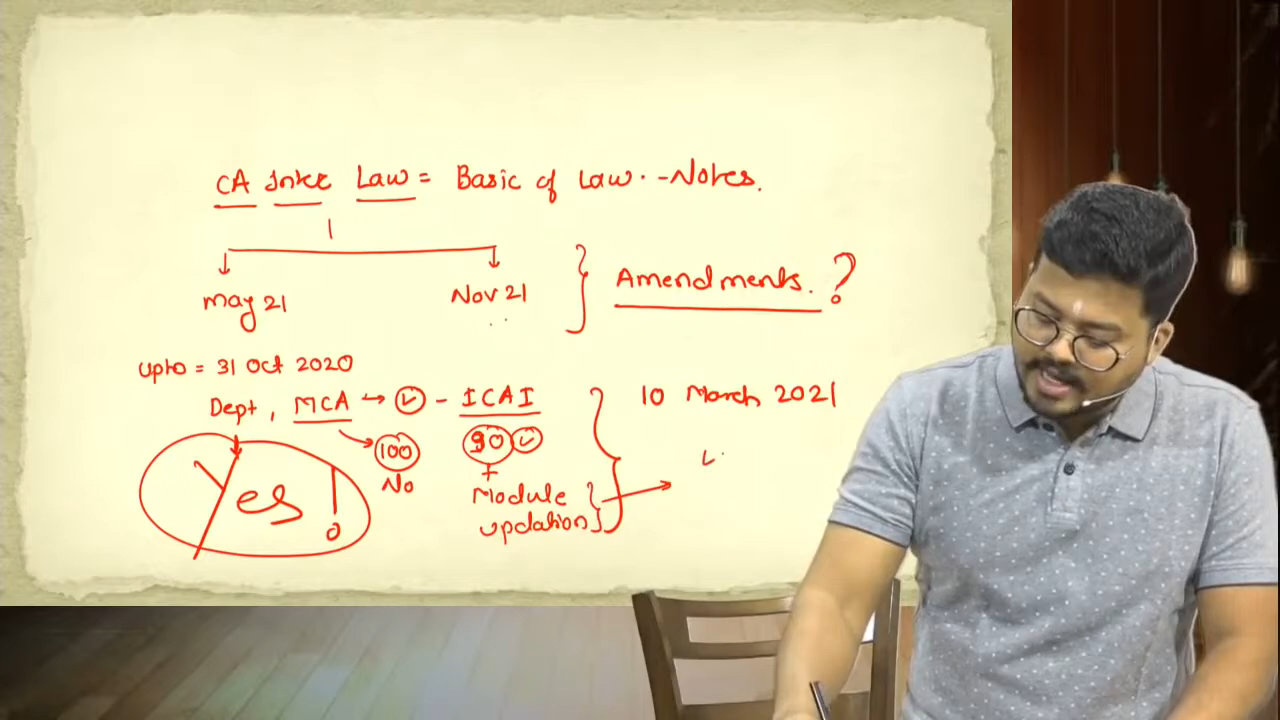 CA Inter Law = Basic of Law. - Notes.
May 21
Nov 21
Amendments. ?
upto = 31 Oct 2020
Dept, MCA → ✓ - ICAI
10 March 2021
100
90 ✓
No
+
Yes!
Module
updation